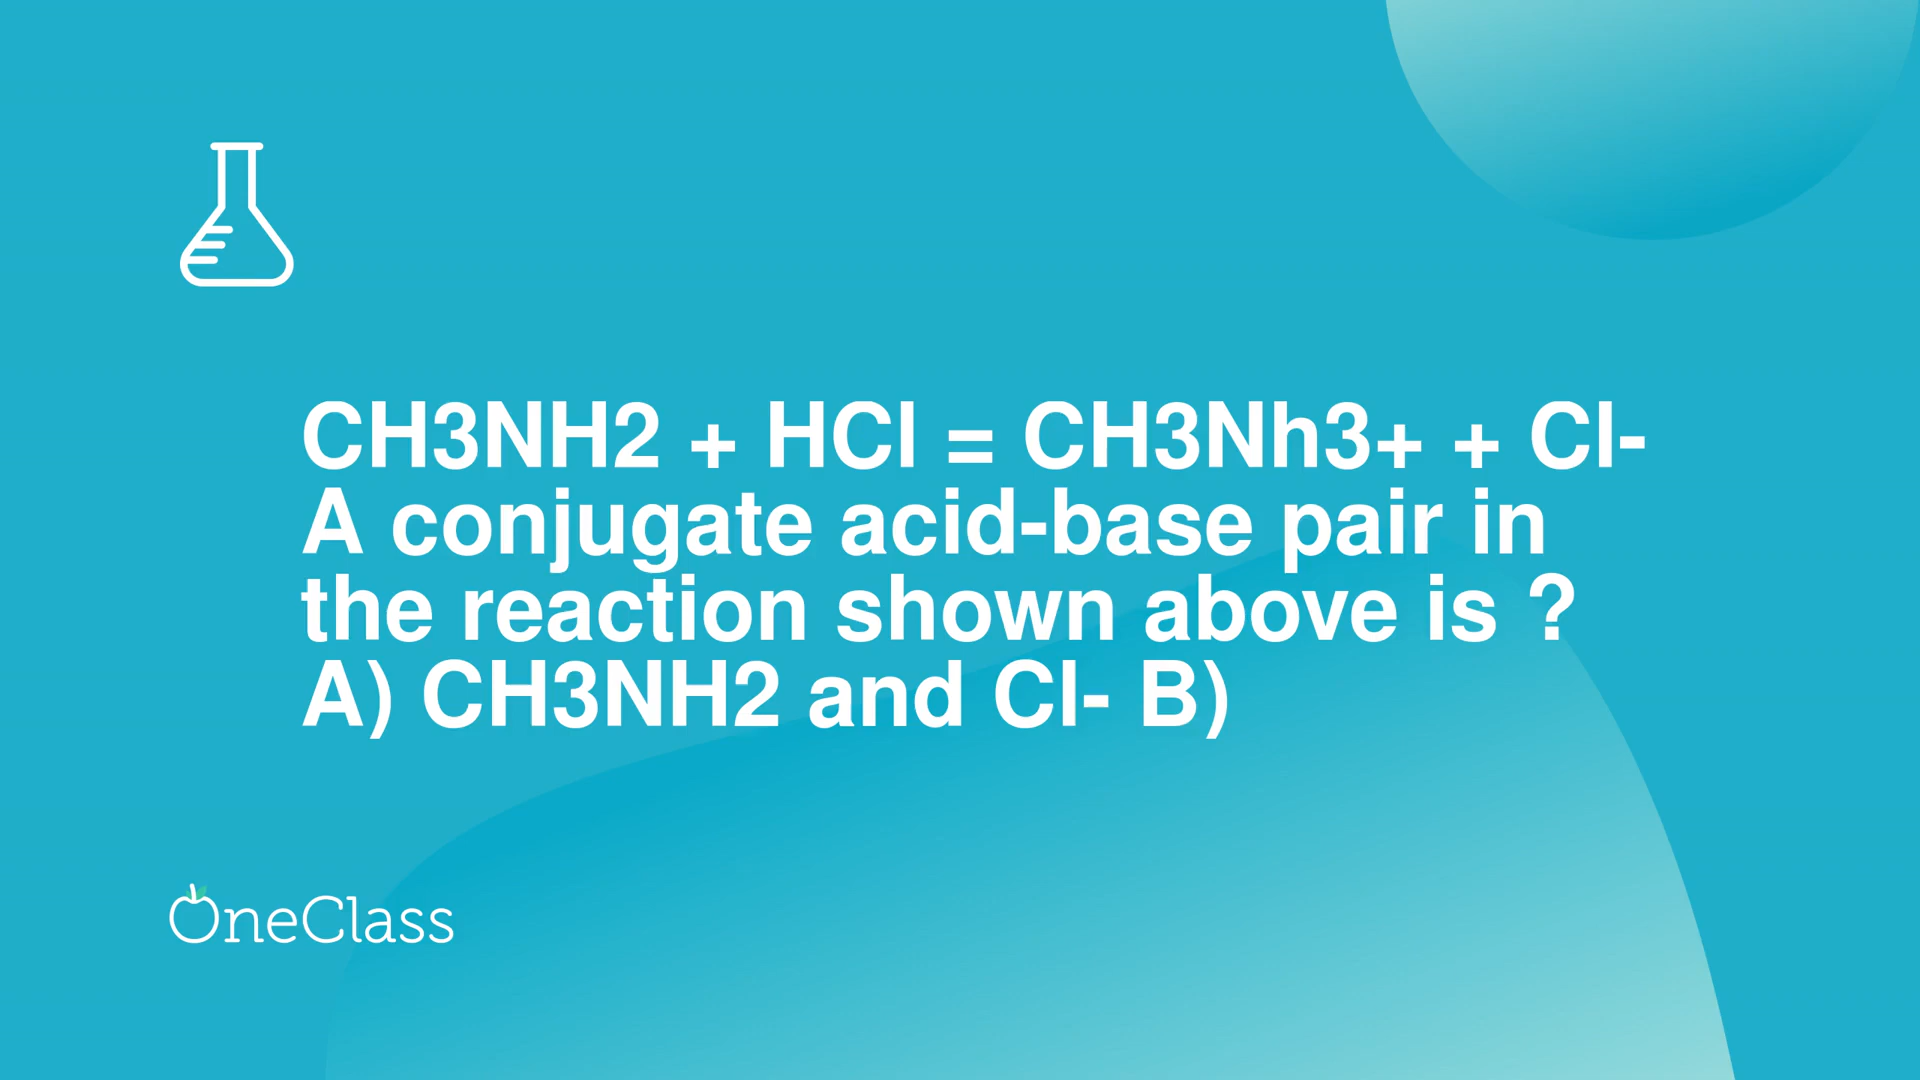 CH3NH2 + HCl = CH3Nh3+ + Cl-
A conjugate acid-base pair in
the reaction shown above is ?
A) CH3NH2 and Cl- B)
OneClass